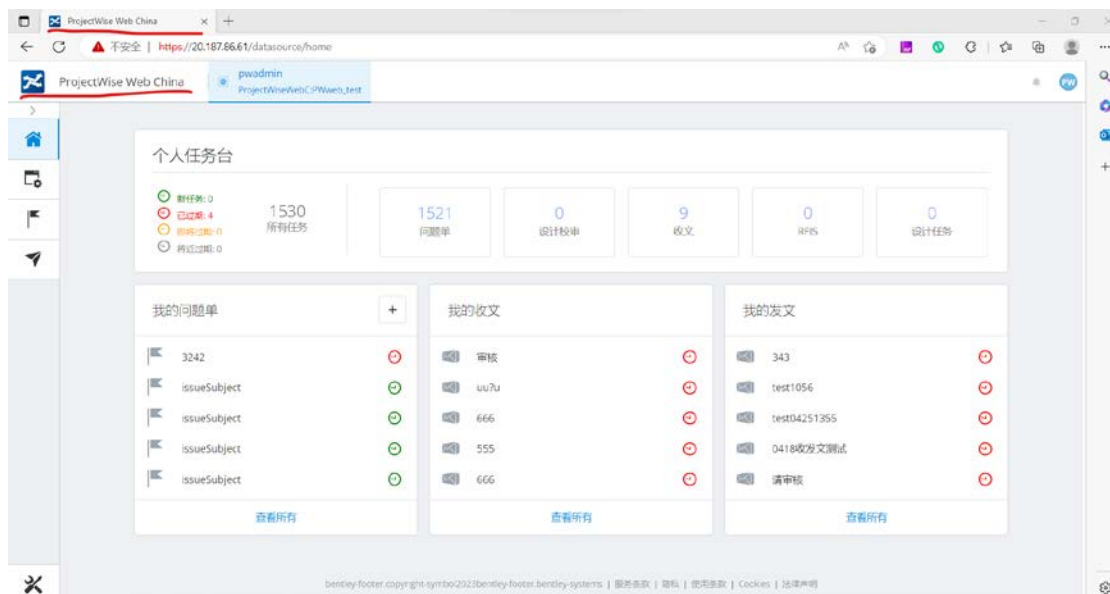 ProjectWise Web China
不安全 | https://20.187.86.61/datasource/home
ProjectWise Web China
pwadmin
ProjectWiseWebC:PWweb_test
PW
个人任务台
新任务: 0
已过期: 4
即将过期: 0
将近过期: 0
1530
所有任务
1521
问题单
0
设计校审
9
收文
0
RFIS
0
设计任务
我的问题单
3242
issueSubject
issueSubject
issueSubject
issueSubject
查看所有
我的收文
审核
uu?u
666
555
666
查看所有
我的发文
343
test1056
test04251355
0418收发文测试
请审核
查看所有
bentley-footer.copyright-symbol2023bentley-footer.bentley-systems | 服务条款 | 隐私 | 使用条款 | Cookies | 法律声明